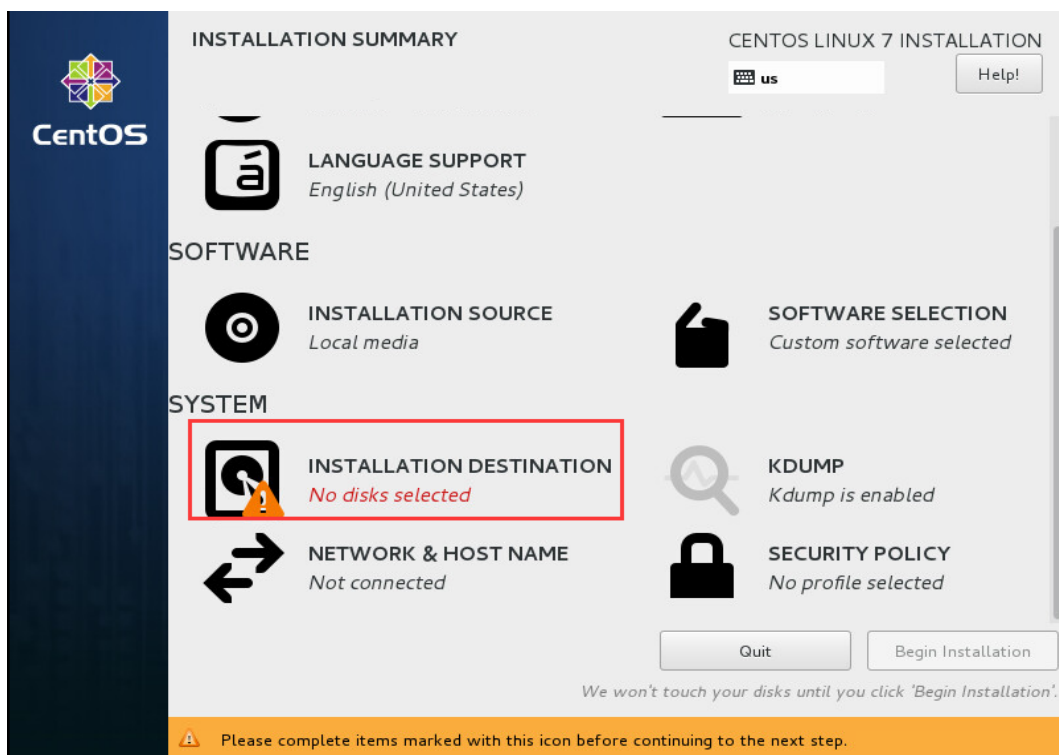 INSTALLATION SUMMARY
CENTOS LINUX 7 INSTALLATION
us
Help!
CentOS
á
LANGUAGE SUPPORT
English (United States)
SOFTWARE
INSTALLATION SOURCE
Local media
SOFTWARE SELECTION
Custom software selected
SYSTEM
INSTALLATION DESTINATION
No disks selected
KDUMP
Kdump is enabled
NETWORK & HOST NAME
Not connected
SECURITY POLICY
No profile selected
Quit
Begin Installation
We won't touch your disks until you click 'Begin Installation'.
Please complete items marked with this icon before continuing to the next step.